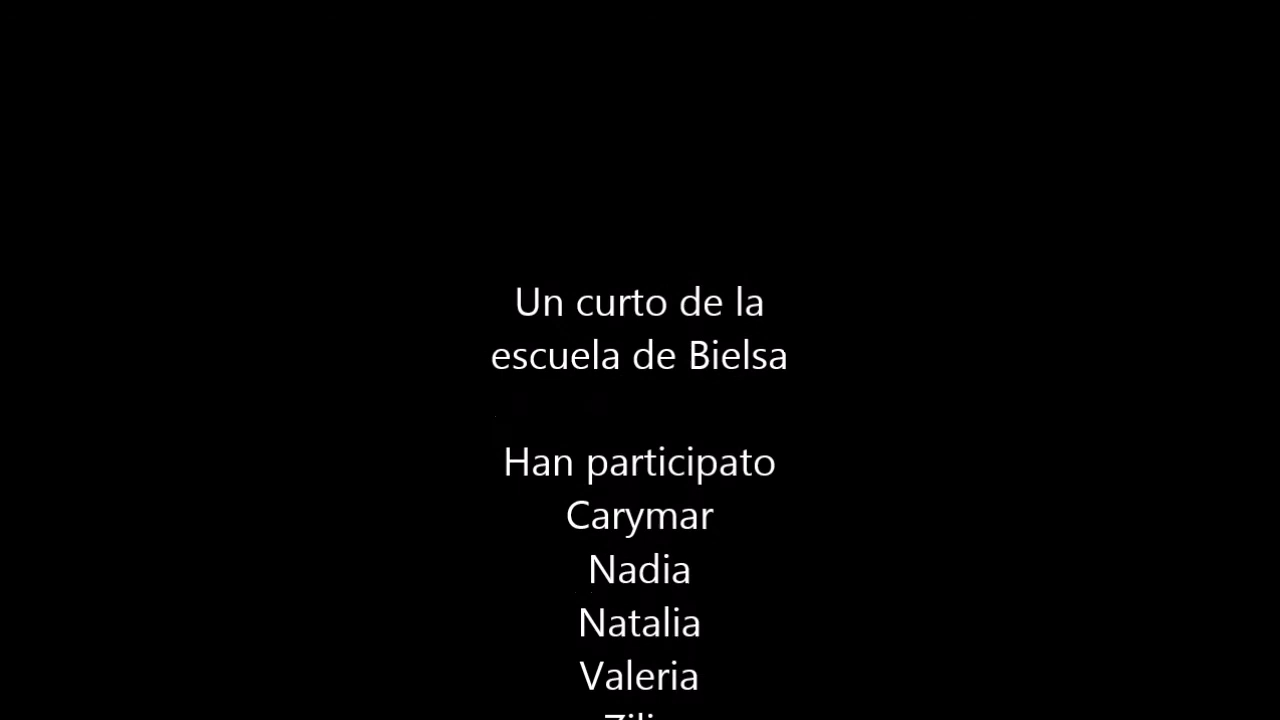 Un curto de la
escuela de Bielsa
Han participato
Carymar
Nadia
Natalia
Valeria